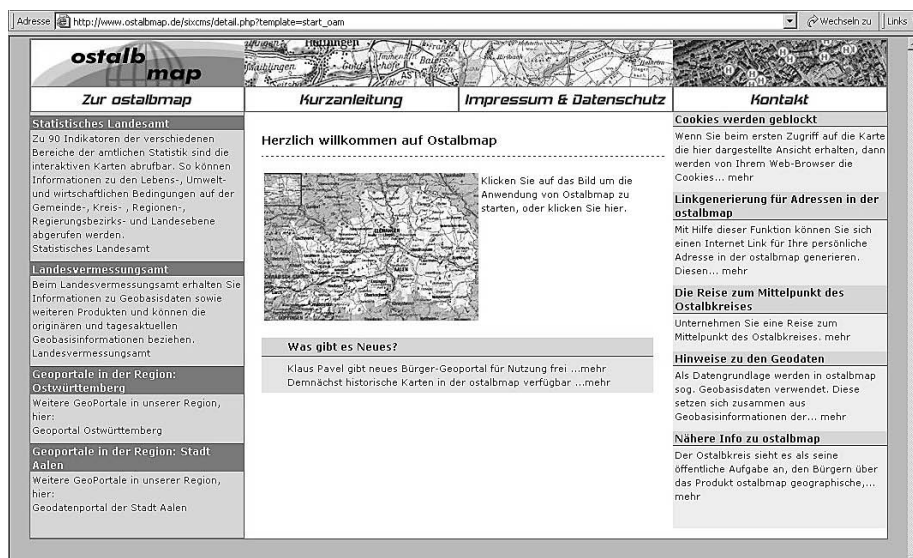 Adresse http://www.ostalbmap.de/sixcms/detail.php?template=start_oam Wechseln zu Links
ostalb
map
Zur ostalbmap
Kurzanleitung
Impressum & Datenschutz
Kontakt
Statistisches Landesamt
Zu 90 Indikatoren der verschiedenen
Bereiche der amtlichen Statistik sind die
interaktiven Karten abrufbar. So können
Informationen zu den Lebens-, Umwelt-
und wirtschaftlichen Bedingungen auf der
Gemeinde-, Kreis- , Regionen-,
Regierungsbezirks- und Landesebene
abgerufen werden.
Statistisches Landesamt
Landesvermessungsamt
Beim Landesvermessungsamt erhalten Sie
Informationen zu Geobasisdaten sowie
weiteren Produkten und können die
originären und tagesaktuellen
Geobasisinformationen beziehen.
Landesvermessungsamt
Geoportale in der Region:
Ostwürttemberg
Weitere GeoPortale in unserer Region,
hier:
Geoportal Ostwürttemberg
Geoportale in der Region: Stadt
Aalen
Weitere GeoPortale in unserer Region,
hier:
Geodatenportal der Stadt Aalen
Herzlich willkommen auf Ostalbmap
Klicken Sie auf das Bild um die
Anwendung von Ostalbmap zu
starten, oder klicken Sie hier.
Was gibt es Neues?
Klaus Pavel gibt neues Bürger-Geoportal für Nutzung frei ...mehr
Demnächst historische Karten in der ostalbmap verfügbar ...mehr
Cookies werden geblockt
Wenn Sie beim ersten Zugriff auf die Karte
die hier dargestellte Ansicht erhalten, dann
werden von Ihrem Web-Browser die
Cookies... mehr
Linkgenerierung für Adressen in der
ostalbmap
Mit Hilfe dieser Funktion können Sie sich
einen Internet Link für Ihre persönliche
Adresse in der ostalbmap generieren.
Diesen... mehr
Die Reise zum Mittelpunkt des
Ostalbkreises
Unternehmen Sie eine Reise zum
Mittelpunkt des Ostalbkreises. mehr
Hinweise zu den Geodaten
Als Datengrundlage werden in ostalbmap
sog. Geobasisdaten verwendet. Diese
setzen sich zusammen aus
Geobasisinformationen der... mehr
Nähere Info zu ostalbmap
Der Ostalbkreis sieht es als seine
öffentliche Aufgabe an, den Bürgern über
das Produkt ostalbmap geographische,...
mehr